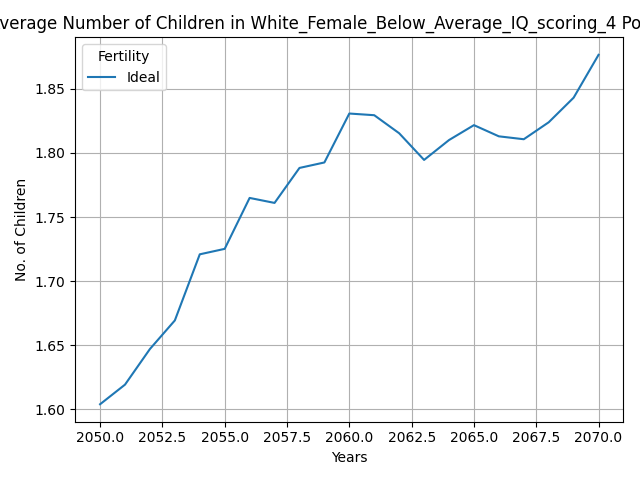 verage Number of Children in White_Female_Below_Average_IQ_scoring_4 Po
Fertility
Ideal
No. of Children
1.85
1.80
1.75
1.70
1.65
1.60
2050.0 2052.5 2055.0 2057.5 2060.0 2062.5 2065.0 2067.5 2070.0
Years